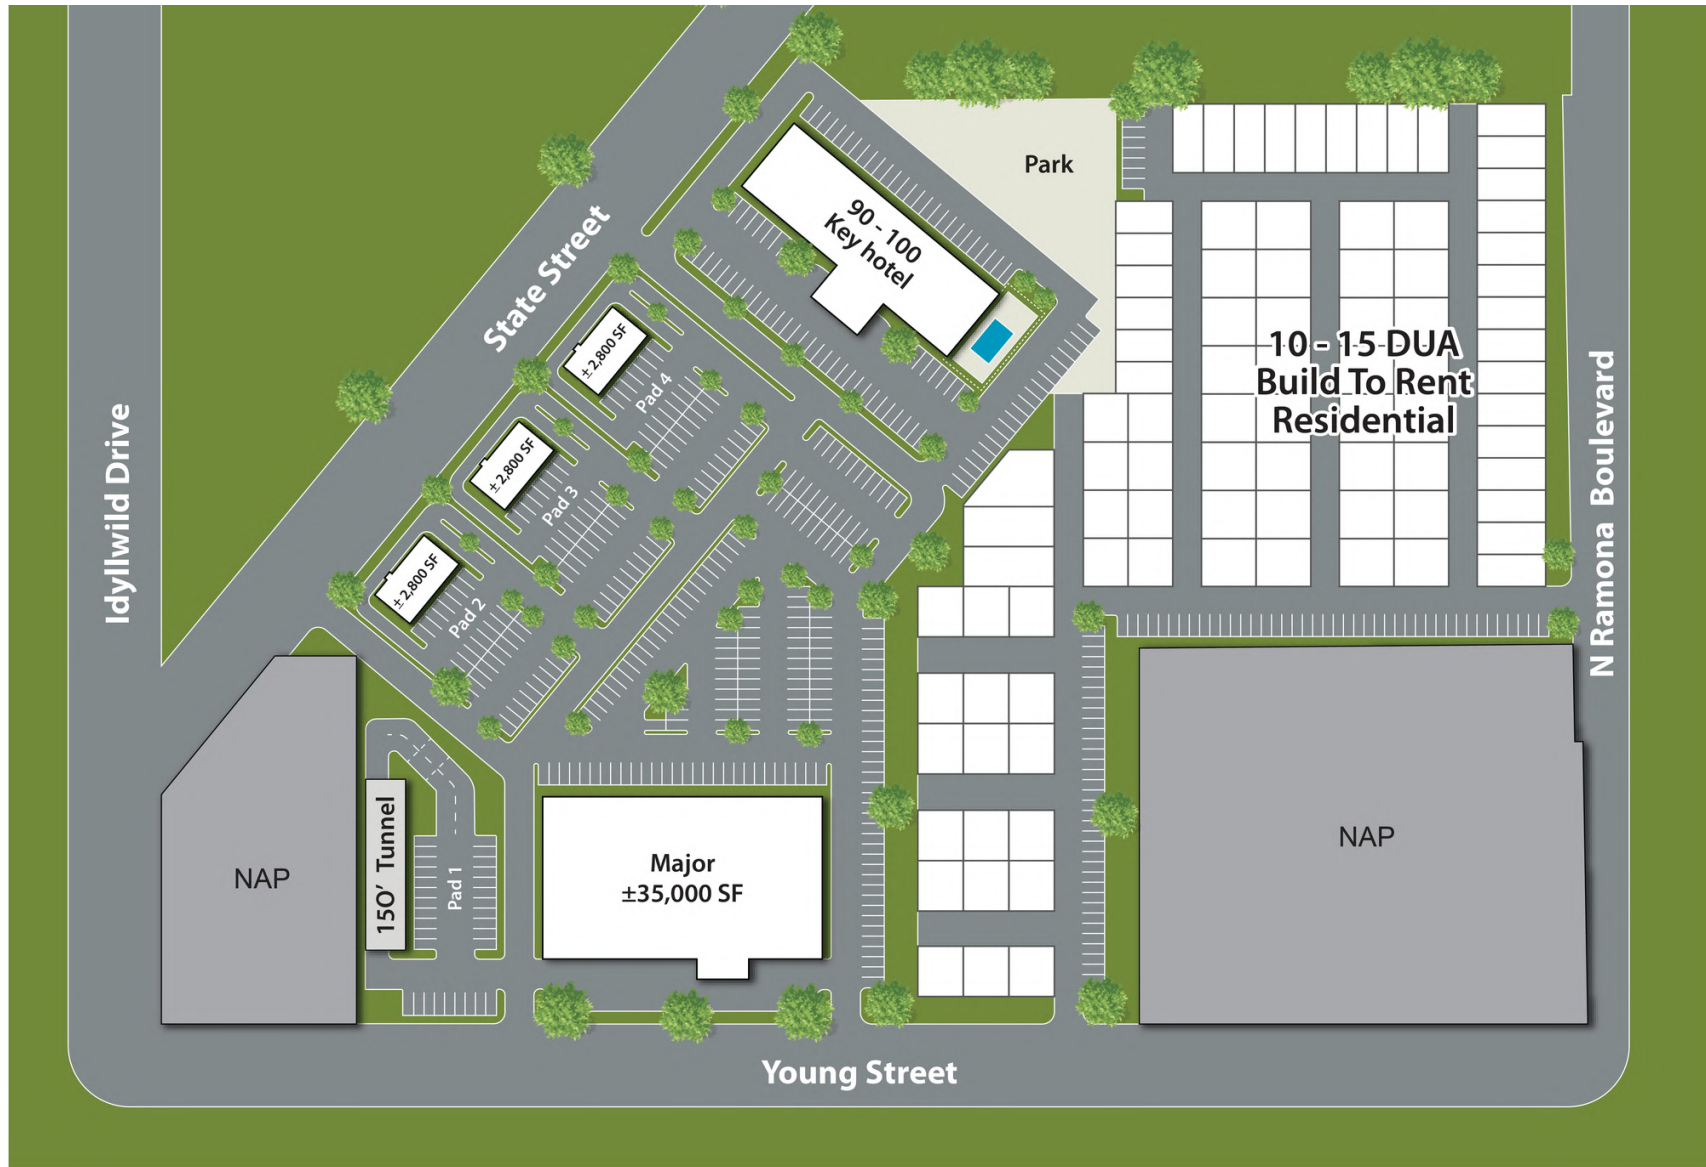 Park
90 - 100
Key hotel
State Street
± 2,800 SF
Pad 4
10 - 15 DUA
Build To Rent
Residential
± 2,800 SF
Pad 3
± 2,800 SF
Pad 2
Idyllwild Drive
N Ramona Boulevard
NAP
15O’ Tunnel
Pad 1
Major
±35,000 SF
NAP
Young Street